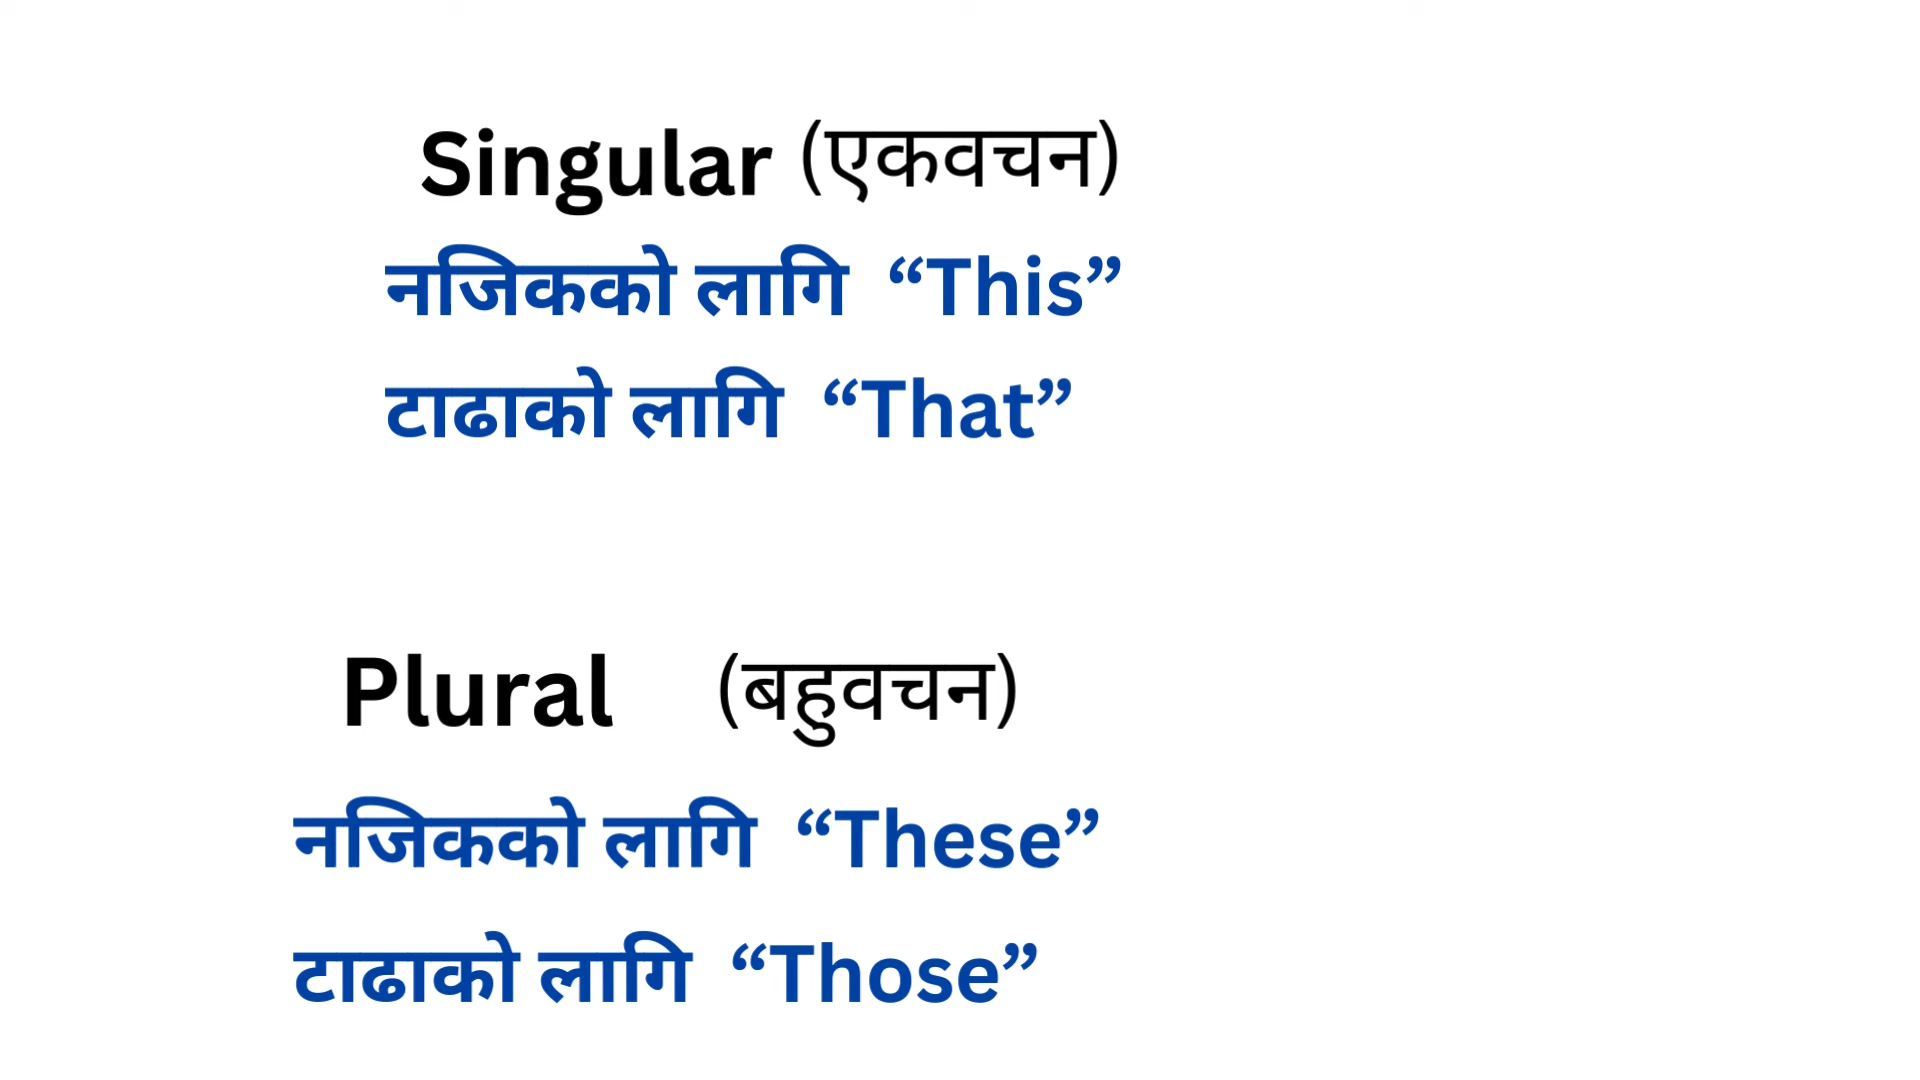 Singular (एकवचन)
नजिकको लागि “This”
टाढाको लागि “That”
Plural (बहुवचन)
नजिकको लागि “These”
टाढाको लागि “Those”